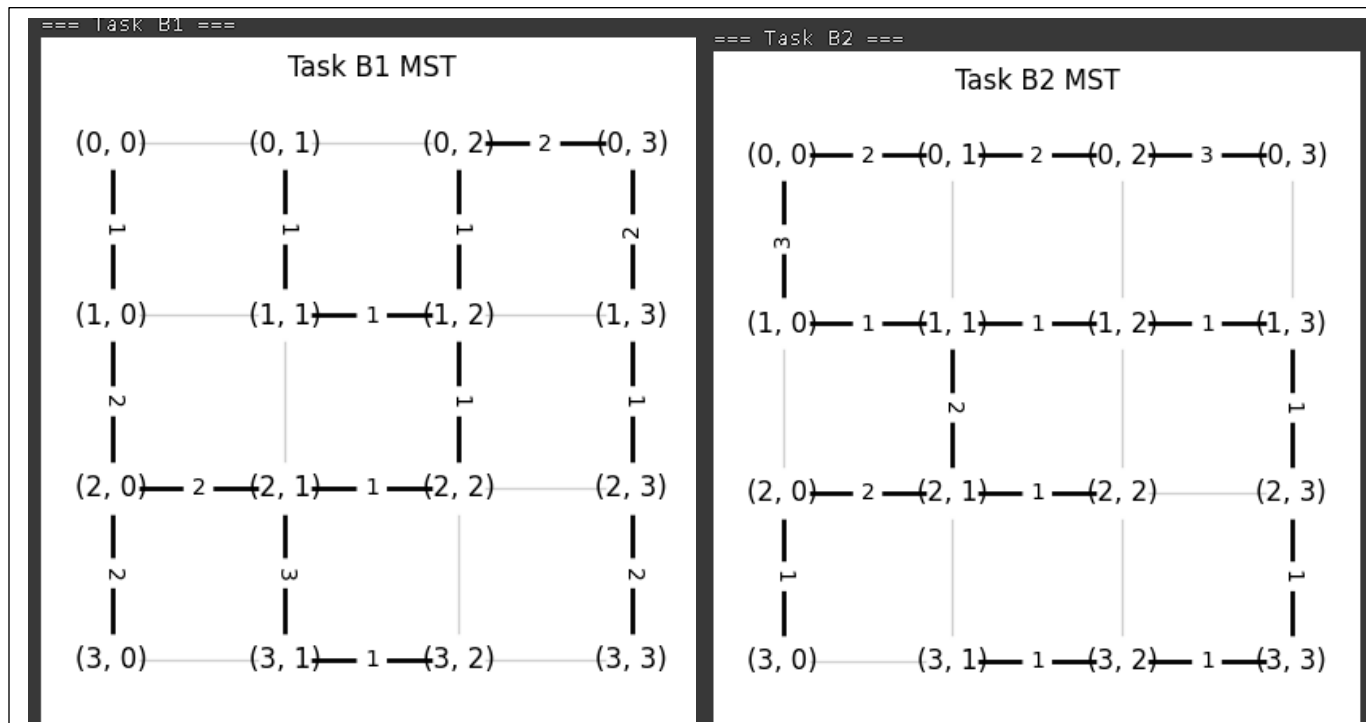 === Task B1 ===
Task B1 MST
(0, 0) (0, 1) (0, 2) 2 (0, 3)
1 1 1 2
(1, 0) (1, 1) 1 (1, 2) (1, 3)
2 1 1
(2, 0) 2 (2, 1) 1 (2, 2) (2, 3)
2 3 2
(3, 0) (3, 1) 1 (3, 2) (3, 3)
=== Task B2 ===
Task B2 MST
(0, 0) 2 (0, 1) 2 (0, 2) 3 (0, 3)
3
(1, 0) 1 (1, 1) 1 (1, 2) 1 (1, 3)
2 1
(2, 0) 2 (2, 1) 1 (2, 2) (2, 3)
1 1
(3, 0) (3, 1) 1 (3, 2) 1 (3, 3)